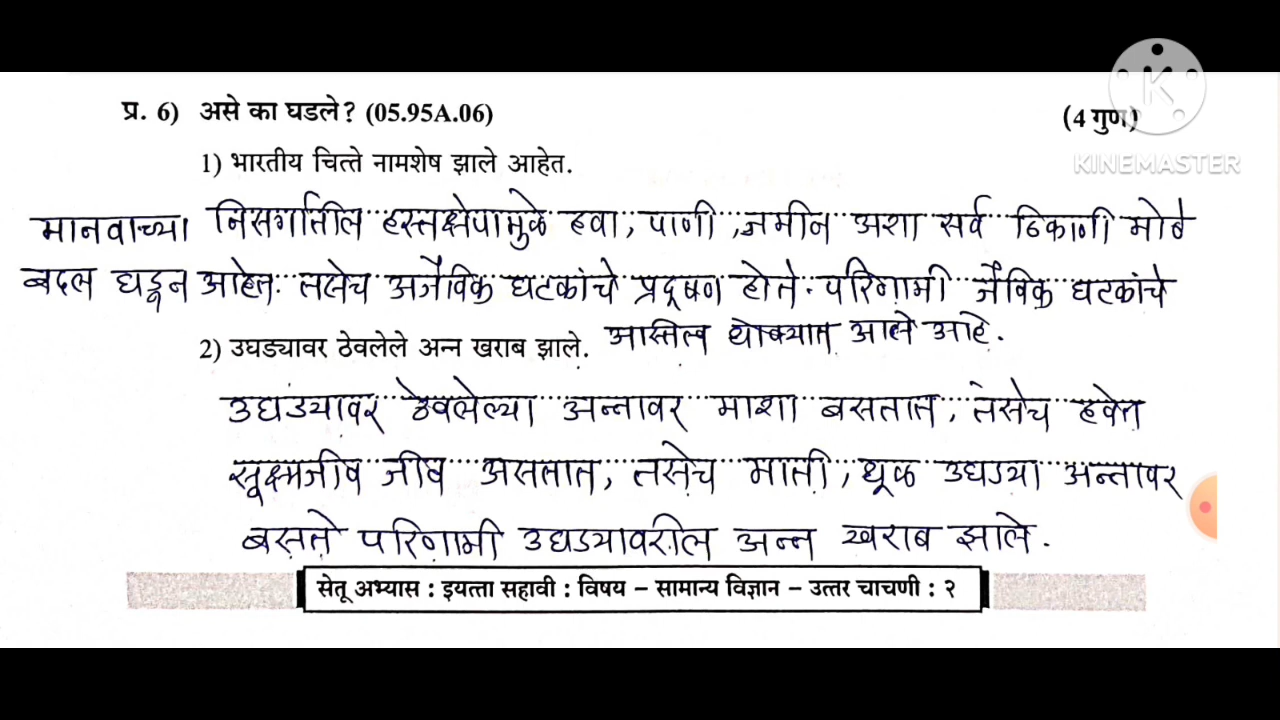 प्र. 6) असे का घडले? (05.95A.06) (4 गुण)
KINEMASTER
1) भारतीय चित्ते नामशेष झाले आहेत.
मानवाच्या निसर्गातील हस्तक्षेपामुळे हवा, पाणी, जमीन अशा सर्व ठिकाणी मोठे
बदल घडून आहेत. तसेच अजैविक घटकांचे प्रदूषण होते. परिणामी जैविक घटकांचे
अस्तित्व धोक्यात आले आहे.
2) उघड्यावर ठेवलेले अन्न खराब झाले.
उघड्यावर ठेवलेल्या अन्नावर माशा बसतात, तसेच हवेत
सूक्ष्मजीव जीव असतात, तसेच माती, धूळ उघड्या अन्नावर
बसते परिणामी उघड्यावरील अन्न खराब झाले.
सेतू अभ्यास : इयत्ता सहावी : विषय – सामान्य विज्ञान – उत्तर चाचणी : २